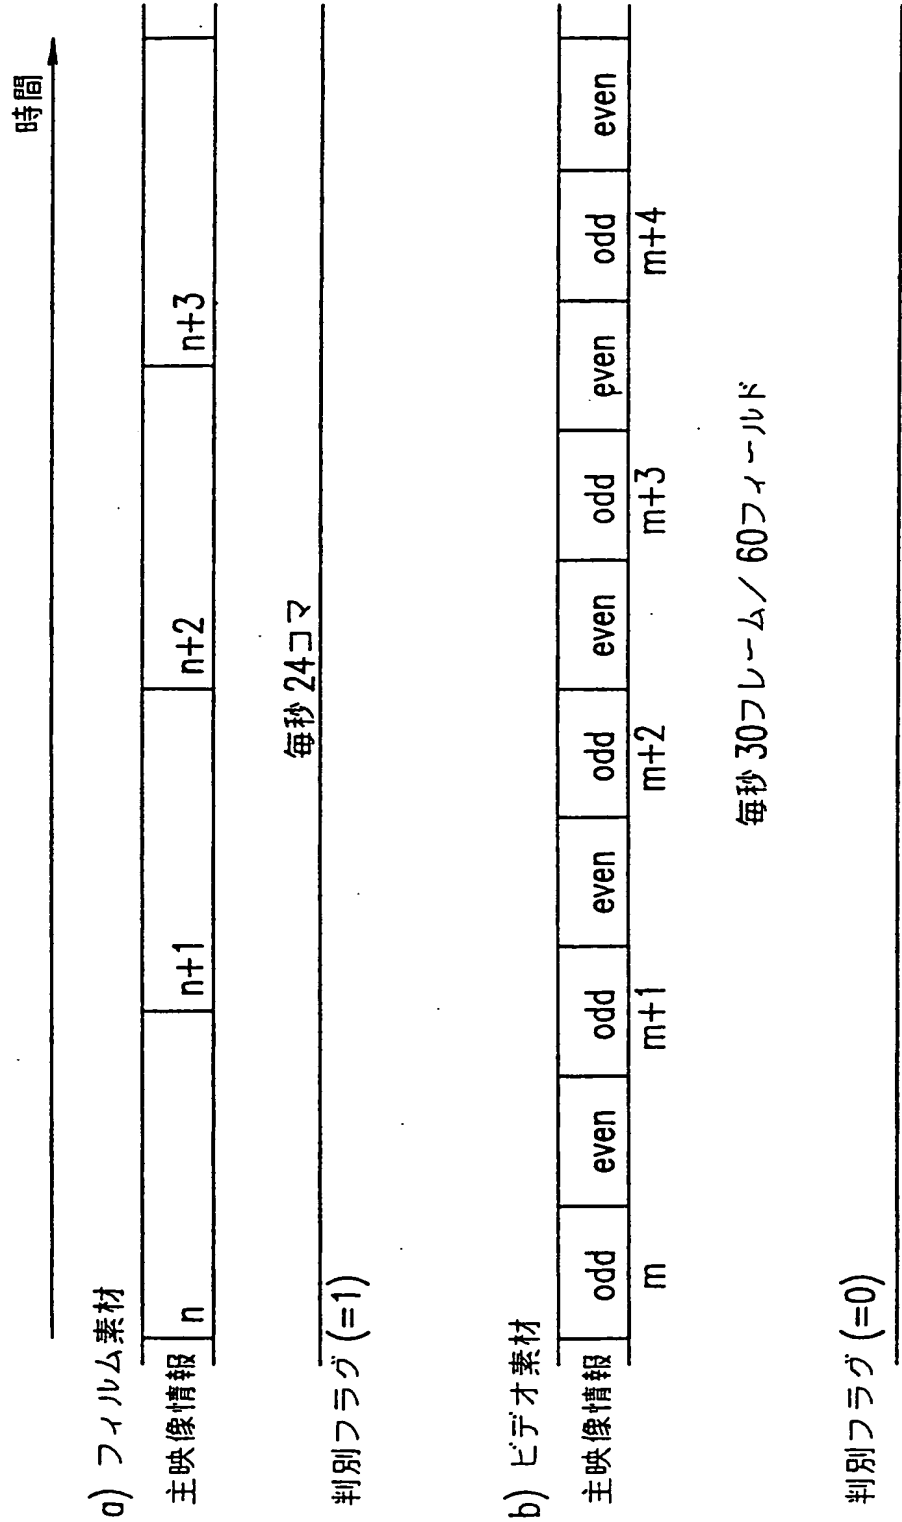 時間
a) フィルム素材
主映像情報
n n+1 n+2 n+3
毎秒24コマ
判別フラグ (=1)
b) ビデオ素材
主映像情報
odd even odd even odd even odd even odd even
m m+1 m+2 m+3 m+4
毎秒30フレーム/60フィールド
判別フラグ (=0)